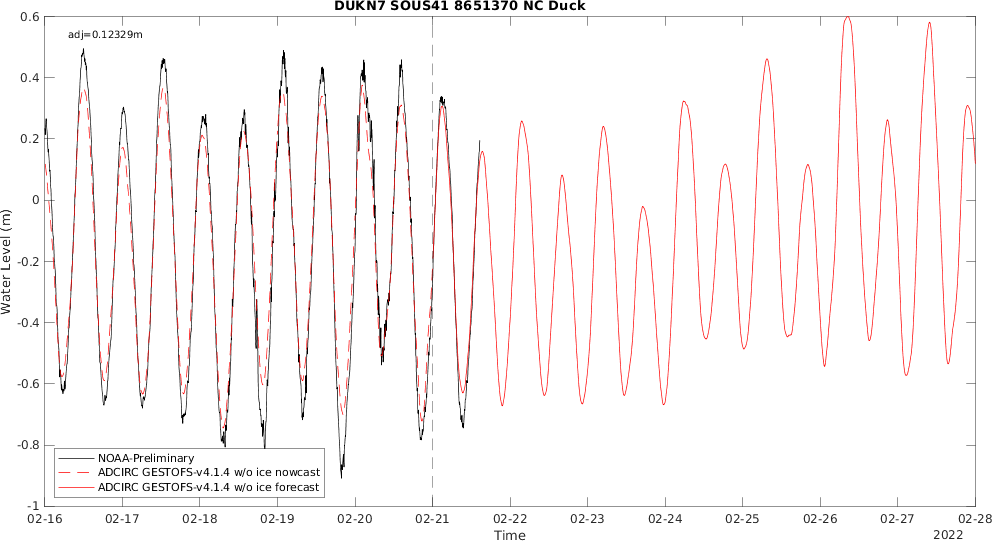 DUKN7 SOUS41 8651370 NC Duck
adj=0.12329m
0.6
0.4
0.2
0
-0.2
-0.4
-0.6
-0.8
-1
Water Level (m)
NOAA-Preliminary
ADCIRC GESTOFS-v4.1.4 w/o ice nowcast
ADCIRC GESTOFS-v4.1.4 w/o ice forecast
02-16 02-17 02-18 02-19 02-20 02-21 02-22 02-23 02-24 02-25 02-26 02-27 02-28
Time
2022